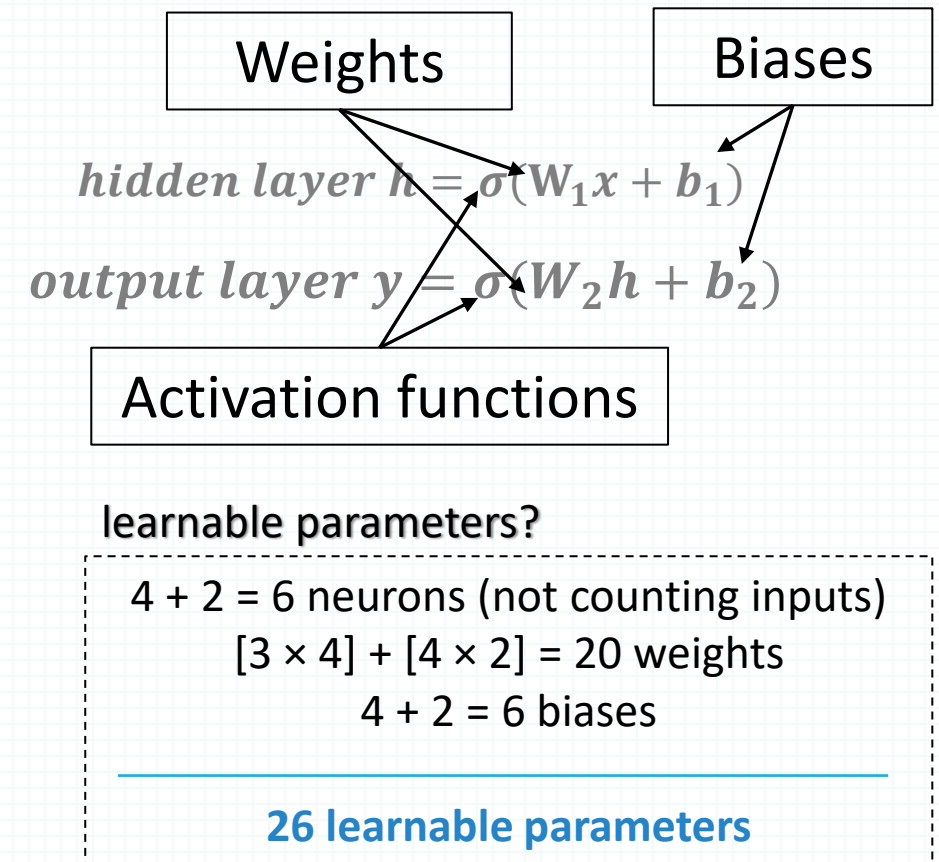 Weights
Biases
hidden layer h = σ(W₁x + b₁)
output layer y = σ(W₂h + b₂)
Activation functions
learnable parameters?
4 + 2 = 6 neurons (not counting inputs)
[3 × 4] + [4 × 2] = 20 weights
4 + 2 = 6 biases
26 learnable parameters